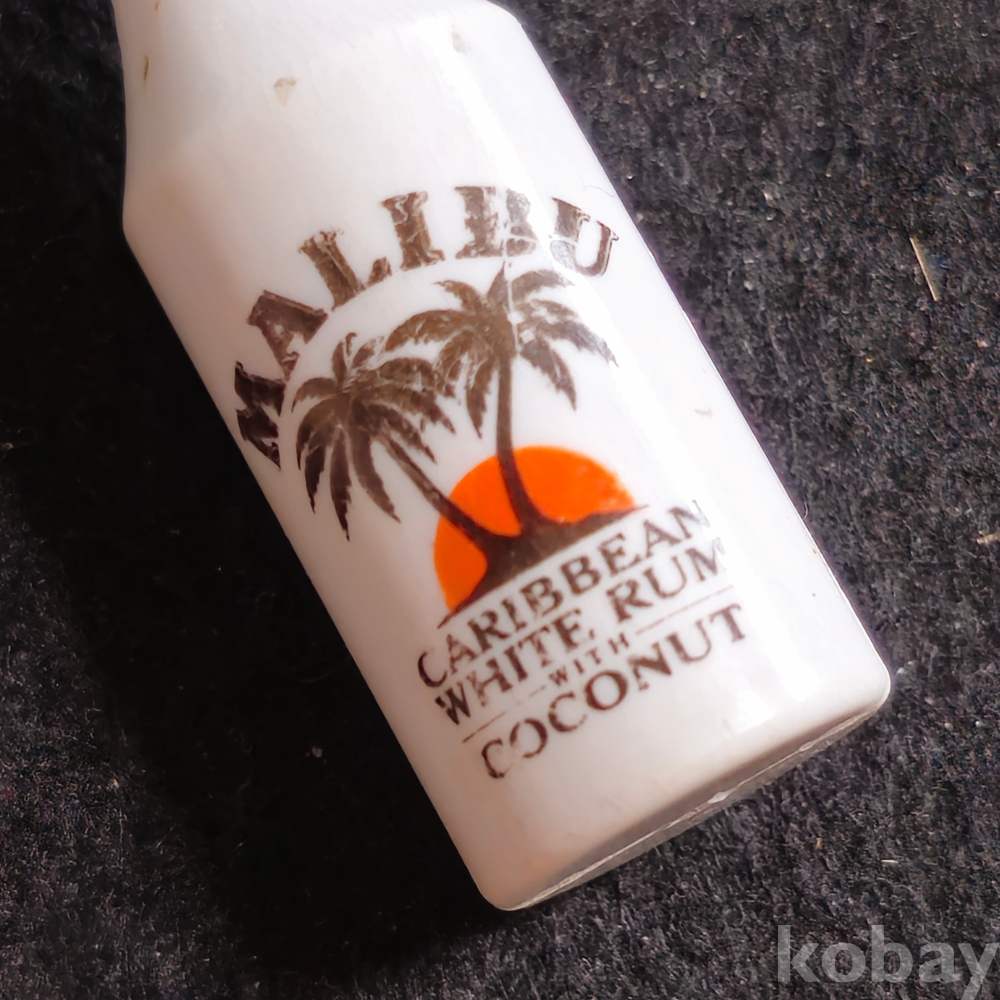 MALIBU
CARIBBEAN
WHITE RUM
WITH
COCONUT
kobay